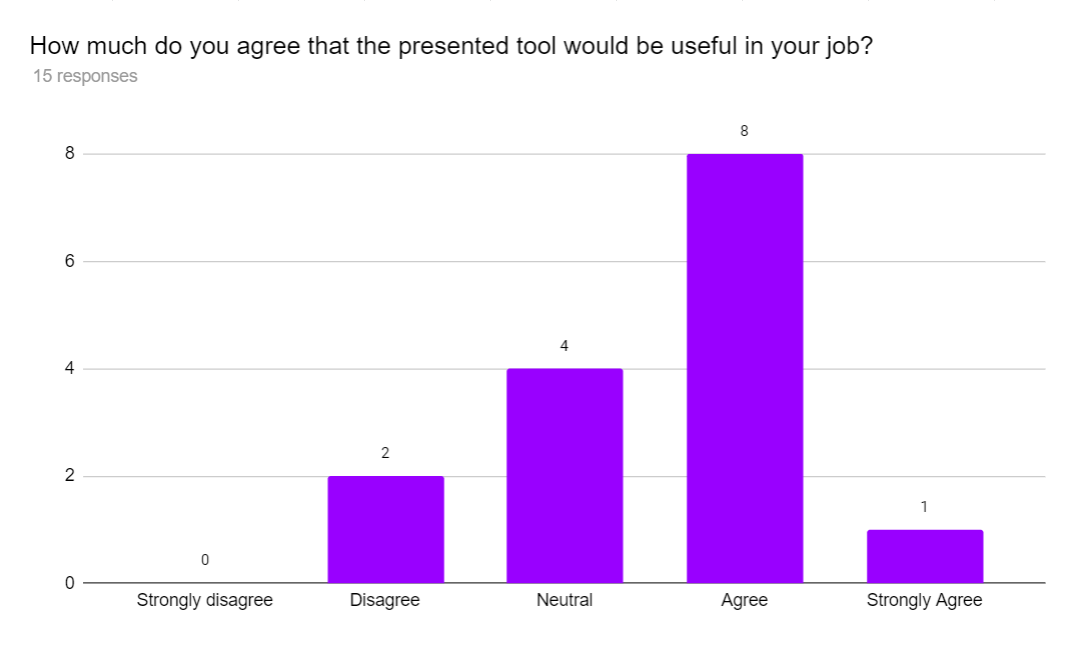 How much do you agree that the presented tool would be useful in your job?
15 responses
8
8
6
4
4
2
2
1
0
0
Strongly disagree
Disagree
Neutral
Agree
Strongly Agree